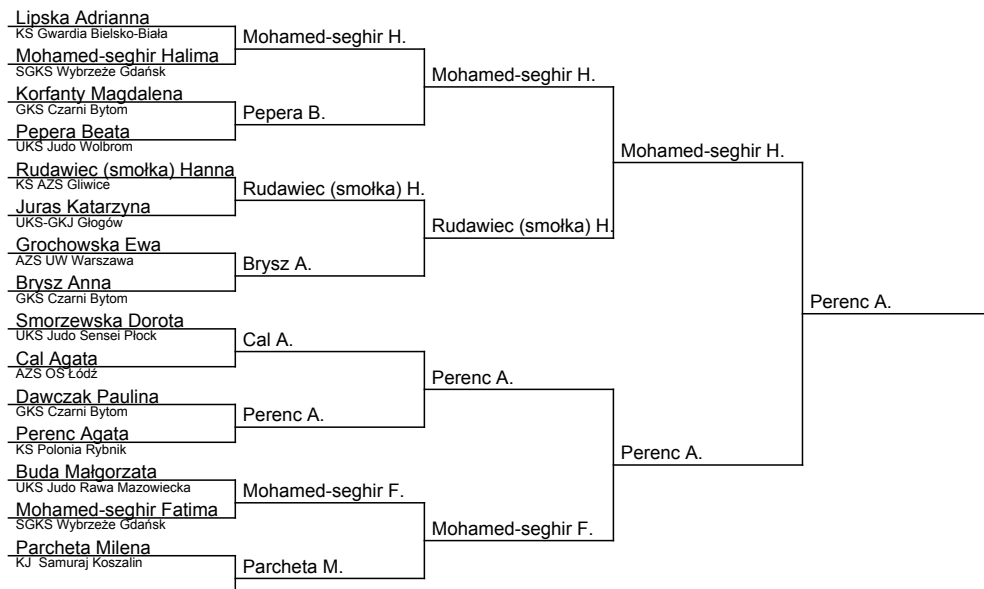 Lipska Adrianna
KS Gwardia Bielsko-Biała
Mohamed-seghir Halima
SGKS Wybrzeże Gdańsk
Korfanty Magdalena
GKS Czarni Bytom
Pepera Beata
UKS Judo Wolbrom
Rudawiec (smołka) Hanna
KS AZS Gliwice
Juras Katarzyna
UKS-GKJ Głogów
Grochowska Ewa
AZS UW Warszawa
Brysz Anna
GKS Czarni Bytom
Smorzewska Dorota
UKS Judo Sensei Płock
Cal Agata
AZS OŚ Łódź
Dawczak Paulina
GKS Czarni Bytom
Perenc Agata
KS Polonia Rybnik
Buda Małgorzata
UKS Judo Rawa Mazowiecka
Mohamed-seghir Fatima
SGKS Wybrzeże Gdańsk
Parcheta Milena
KJ Samuraj Koszalin
Mohamed-seghir H.
Pepera B.
Rudawiec (smołka) H.
Brysz A.
Cal A.
Perenc A.
Mohamed-seghir F.
Parcheta M.
Mohamed-seghir H.
Rudawiec (smołka) H.
Perenc A.
Mohamed-seghir F.
Mohamed-seghir H.
Perenc A.
Perenc A.